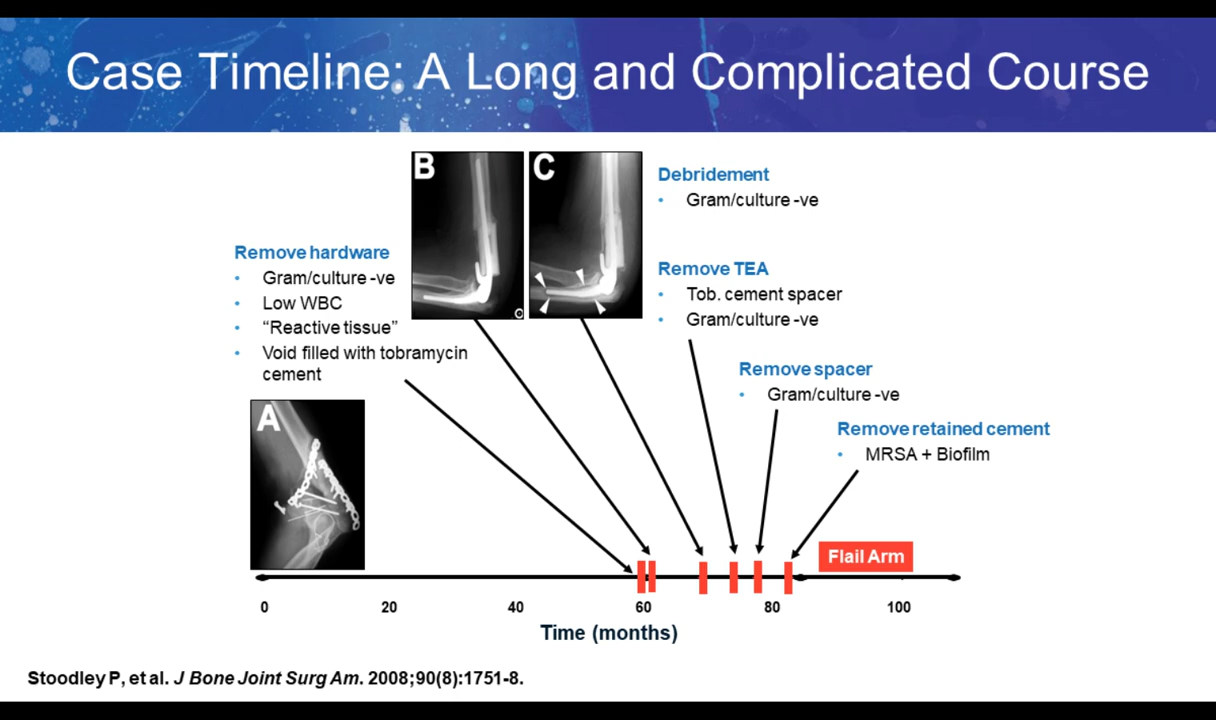 Case Timeline: A Long and Complicated Course
B
C
Debridement
• Gram/culture -ve
Remove hardware
• Gram/culture -ve
• Low WBC
• “Reactive tissue”
• Void filled with tobramycin
cement
Remove TEA
• Tob. cement spacer
• Gram/culture -ve
O
Remove spacer
• Gram/culture -ve
A
Remove retained cement
• MRSA + Biofilm
Flail Arm
0 20 40 60 80 100
Time (months)
Stoodley P, et al. J Bone Joint Surg Am. 2008;90(8):1751-8.